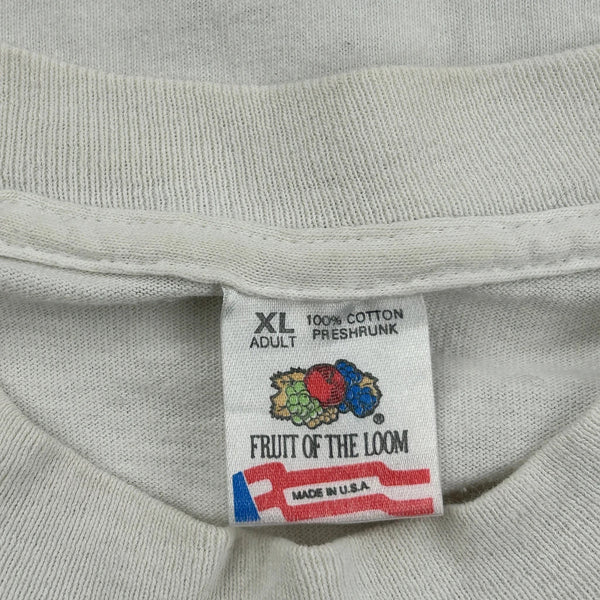 XL 100% COTTON
ADULT PRESHRUNK
®
FRUIT OF THE LOOM
MADE IN U.S.A.